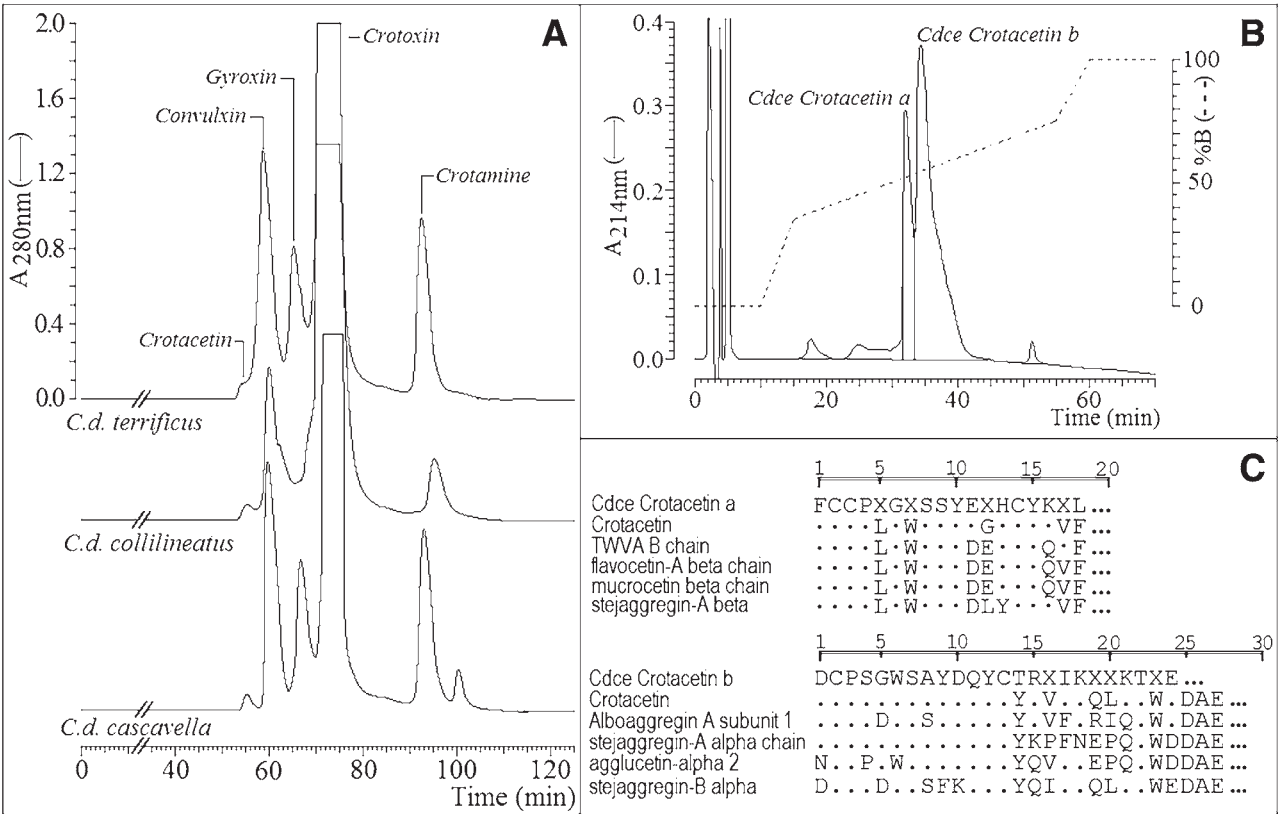 A
2.0
1.6
1.2
0.8
0.4
0.0
A280nm (—)
Crotoxin
Gyroxin
Convulxin
Crotamine
Crotacetin
C.d. terrificus
C.d. collilineatus
C.d. cascavella
0 40 60 80 100 120
Time (min)
B
0.4
0.3
0.2
0.1
0.0
A214nm (—)
Cdce Crotacetin b
Cdce Crotacetin a
100
50
0
%B (---)
0 20 40 60
Time (min)
C
1 5 10 15 20
Cdce Crotacetin a FCCPXGXSSYEXHCYKXL...
Crotacetin ....L.W....G....VF...
TWVA B chain ....L.W...DE...Q.F...
flavocetin-A beta chain ....L.W...DE...QVF...
mucrocetin beta chain ....L.W...DE...QVF...
stejaggregin-A beta ....L.W...DLY...VF...
1 5 10 15 20 25 30
Cdce Crotacetin b DCPSGWSAYDQYCTRXIKXXKTXE...
Crotacetin .............Y.V..QL..W.DAE...
Alboaggregin A subunit 1 ....D..S.....Y.VF.RIQ.W.DAE...
stejaggregin-A alpha chain .............YKPFNEPQ.WDDAE...
agglucetin-alpha 2 N..P.W.......YQV..EPQ.WDDAE...
stejaggregin-B alpha D...D..SFK...YQI..QL..WEDAE...